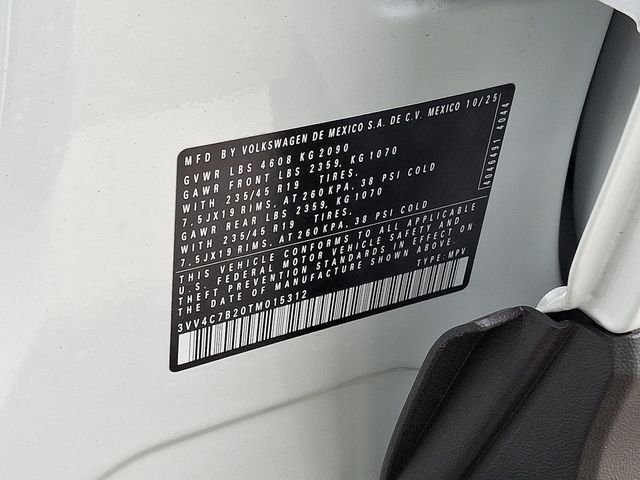 MFD BY VOLKSWAGEN DE MEXICO S.A. DE C.V. MEXICO 10/25
GVWR LBS 4608 KG 2090
GAWR FRONT LBS 2359, KG 1070
WITH 235/45 R19 TIRES,
7.5JX19 RIMS, AT 260 KPA, 38 PSI COLD
GAWR REAR LBS 2359, KG 1070
WITH 235/45 R19 TIRES,
7.5JX19 RIMS, AT 260 KPA, 38 PSI COLD
THIS VEHICLE CONFORMS TO ALL APPLICABLE
U.S. FEDERAL MOTOR VEHICLE SAFETY AND
THEFT PREVENTION STANDARDS IN EFFECT ON
THE DATE OF MANUFACTURE SHOWN ABOVE.
TYPE: MPV
3VV4C7B20TM015312
4046491 4044